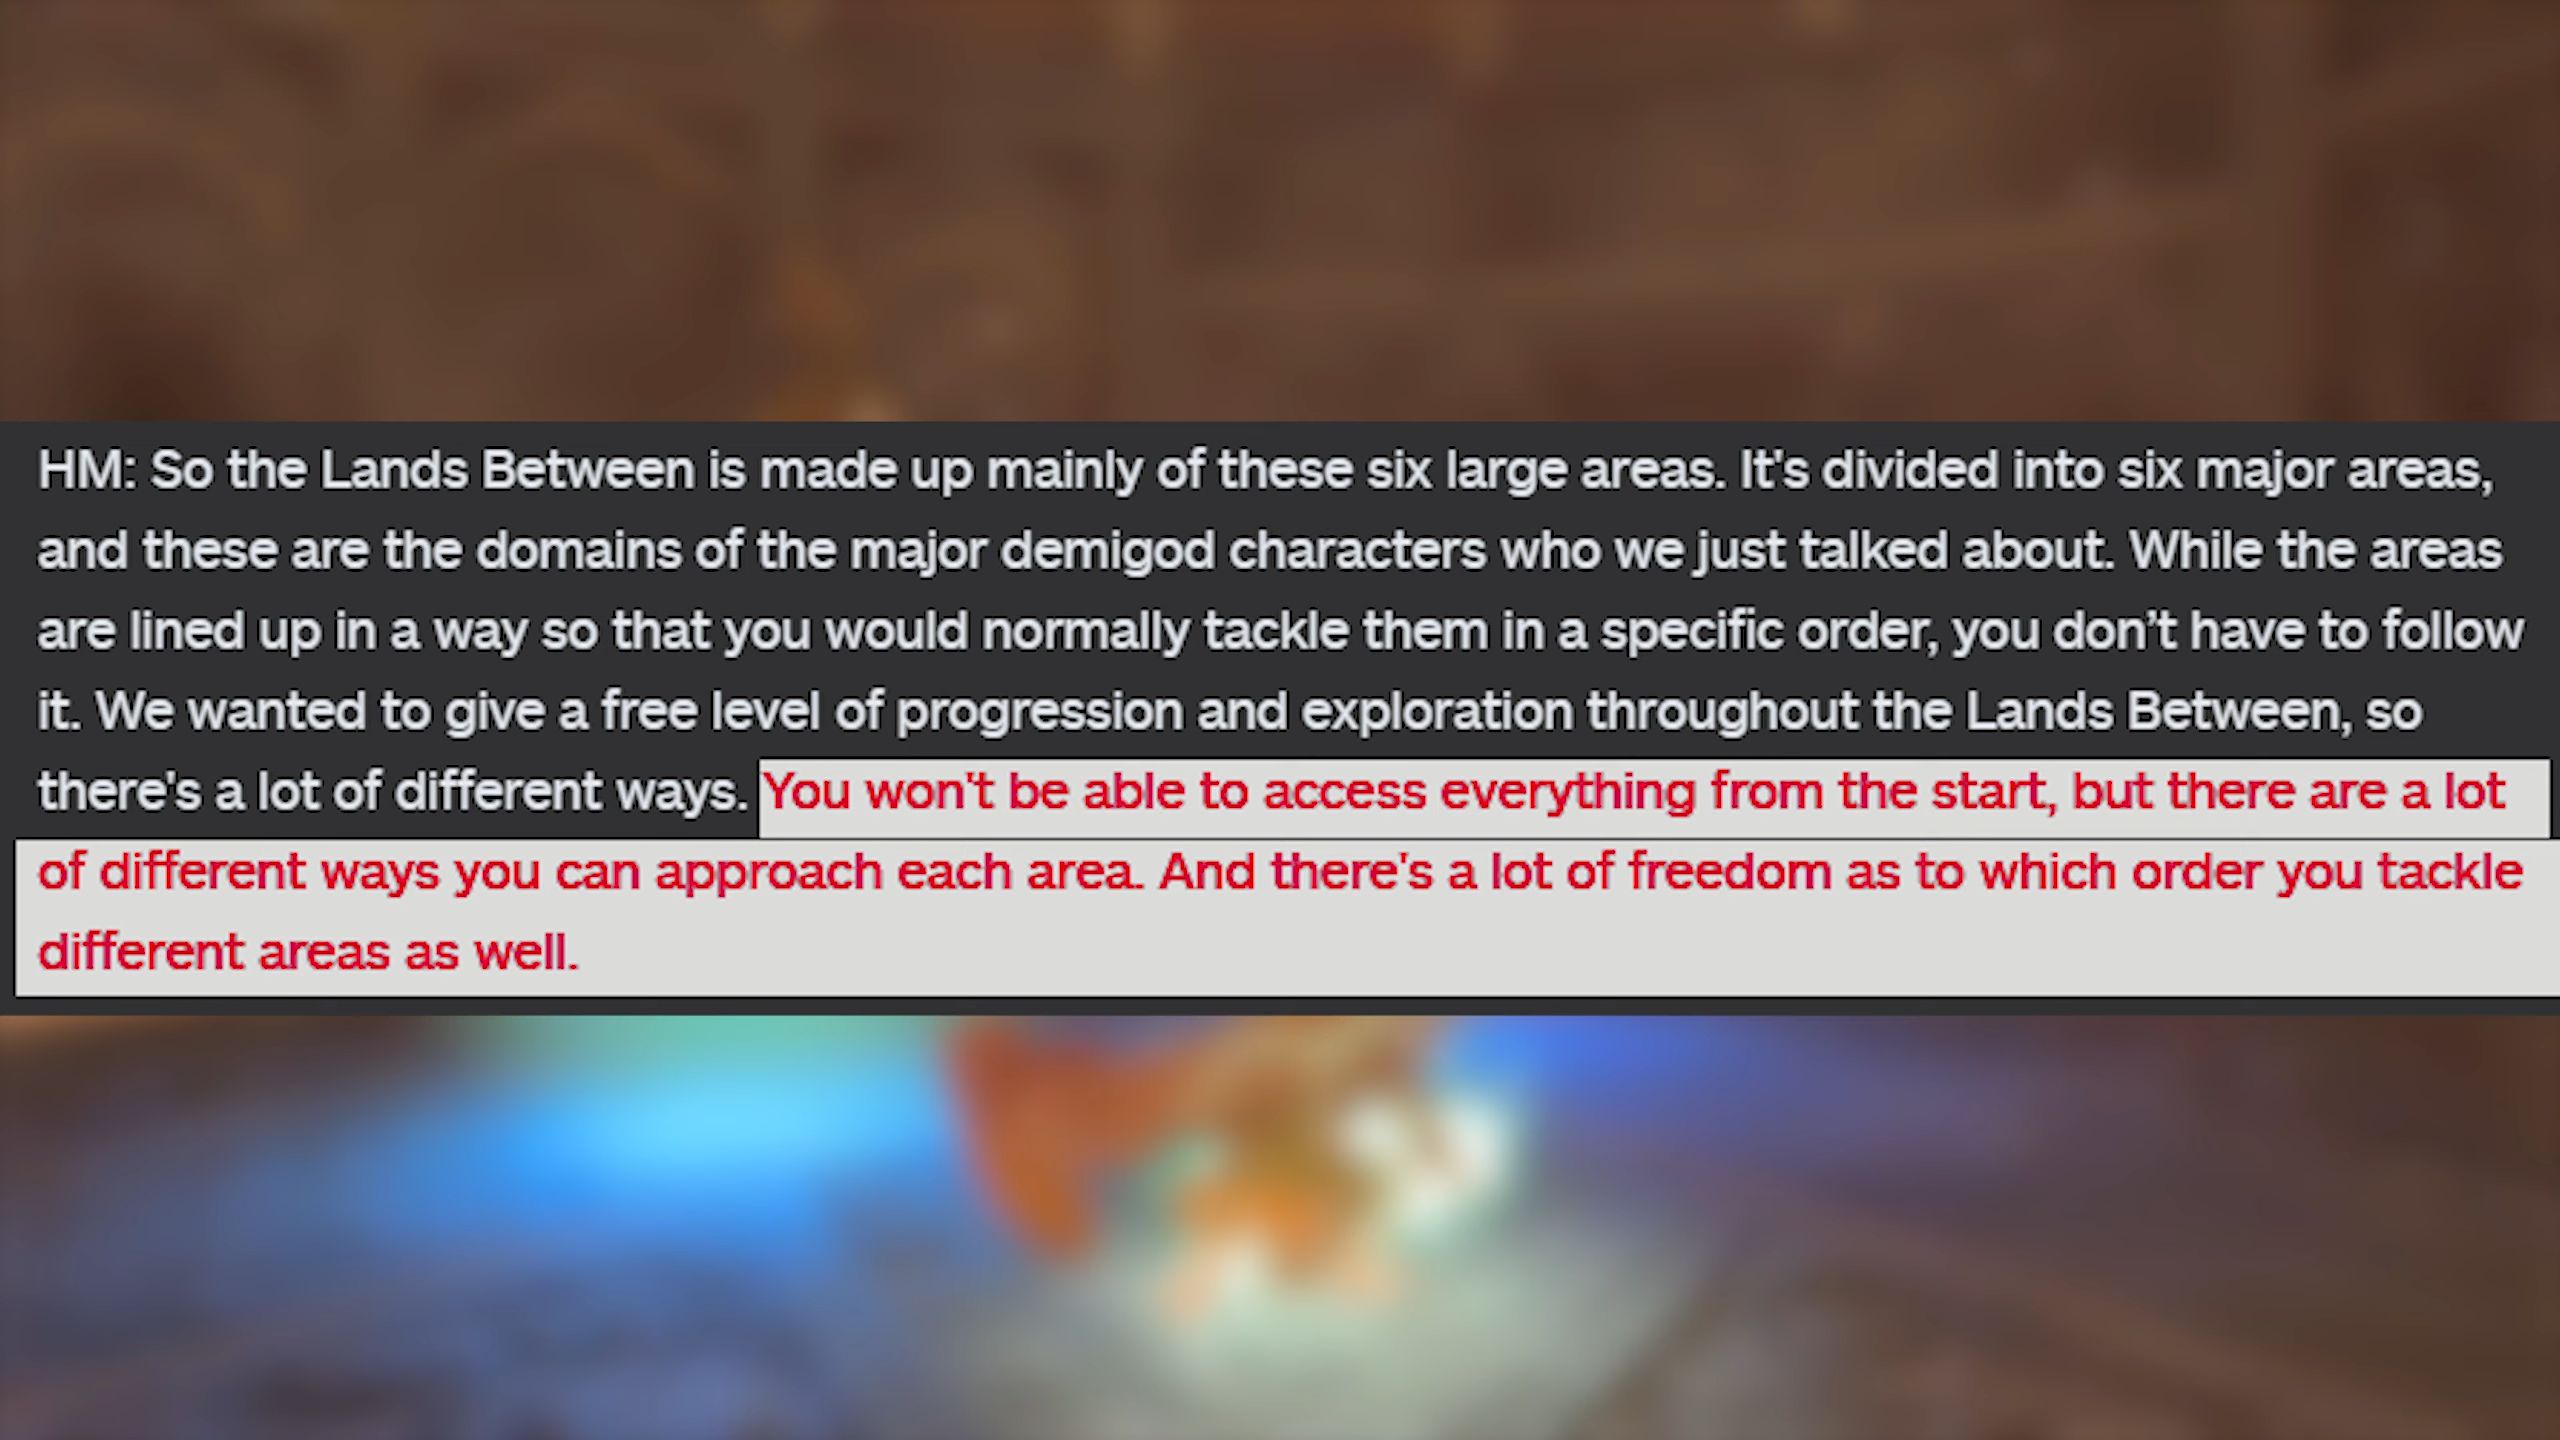 HM: So the Lands Between is made up mainly of these six large areas. It's divided into six major areas,
and these are the domains of the major demigod characters who we just talked about. While the areas
are lined up in a way so that you would normally tackle them in a specific order, you don’t have to follow
it. We wanted to give a free level of progression and exploration throughout the Lands Between, so
there's a lot of different ways. You won't be able to access everything from the start, but there are a lot
of different ways you can approach each area. And there's a lot of freedom as to which order you tackle
different areas as well.